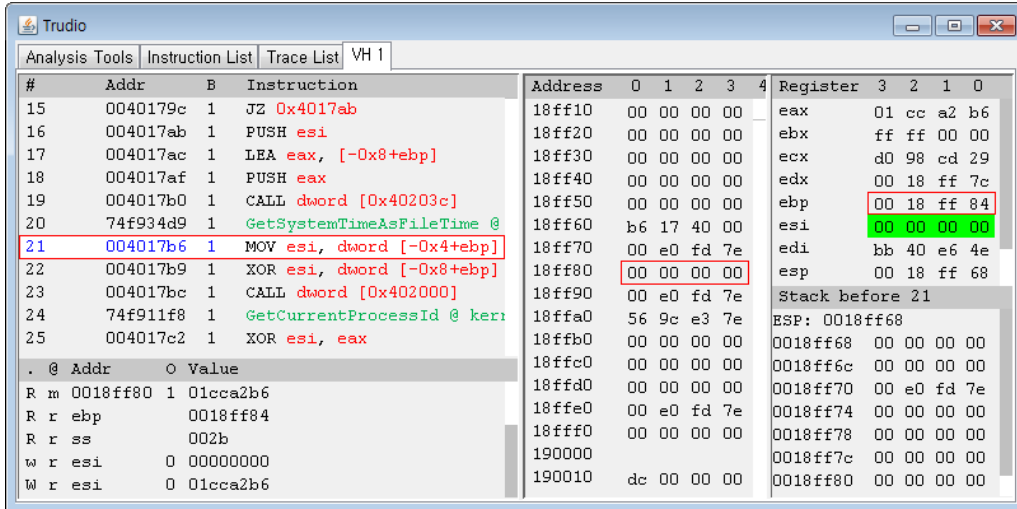 Trudio
Analysis Tools Instruction List Trace List VH 1
# Addr B Instruction
15 0040179c 1 JZ 0x4017ab
16 004017ab 1 PUSH esi
17 004017ac 1 LEA eax, [-0x8+ebp]
18 004017af 1 PUSH eax
19 004017b0 1 CALL dword [0x40203c]
20 74f934d9 1 GetSystemTimeAsFileTime @
21 004017b6 1 MOV esi, dword [-0x4+ebp]
22 004017b9 1 XOR esi, dword [-0x8+ebp]
23 004017bc 1 CALL dword [0x402000]
24 74f911f8 1 GetCurrentProcessId @ kern
25 004017c2 1 XOR esi, eax
. @ Addr O Value
R m 0018ff80 1 01cca2b6
R r ebp 0018ff84
R r ss 002b
W r esi 0 00000000
W r esi 0 01cca2b6
Address 0 1 2 3 4
18ff10 00 00 00 00
18ff20 00 00 00 00
18ff30 00 00 00 00
18ff40 00 00 00 00
18ff50 00 00 00 00
18ff60 b6 17 40 00
18ff70 00 e0 fd 7e
18ff80 00 00 00 00
18ff90 00 e0 fd 7e
18ffa0 56 9c e3 7e
18ffb0 00 00 00 00
18ffc0 00 00 00 00
18ffd0 00 00 00 00
18ffe0 00 e0 fd 7e
18fff0 00 00 00 00
190000
190010 dc 00 00 00
Register 3 2 1 0
eax 01 cc a2 b6
ebx ff ff 00 00
ecx d0 98 cd 29
edx 00 18 ff 7c
ebp 00 18 ff 84
esi 00 00 00 00
edi bb 40 e6 4e
esp 00 18 ff 68
Stack before 21
ESP: 0018ff68
0018ff68 00 00 00 00
0018ff6c 00 00 00 00
0018ff70 00 e0 fd 7e
0018ff74 00 00 00 00
0018ff78 00 00 00 00
0018ff7c 00 00 00 00
0018ff80 00 00 00 00